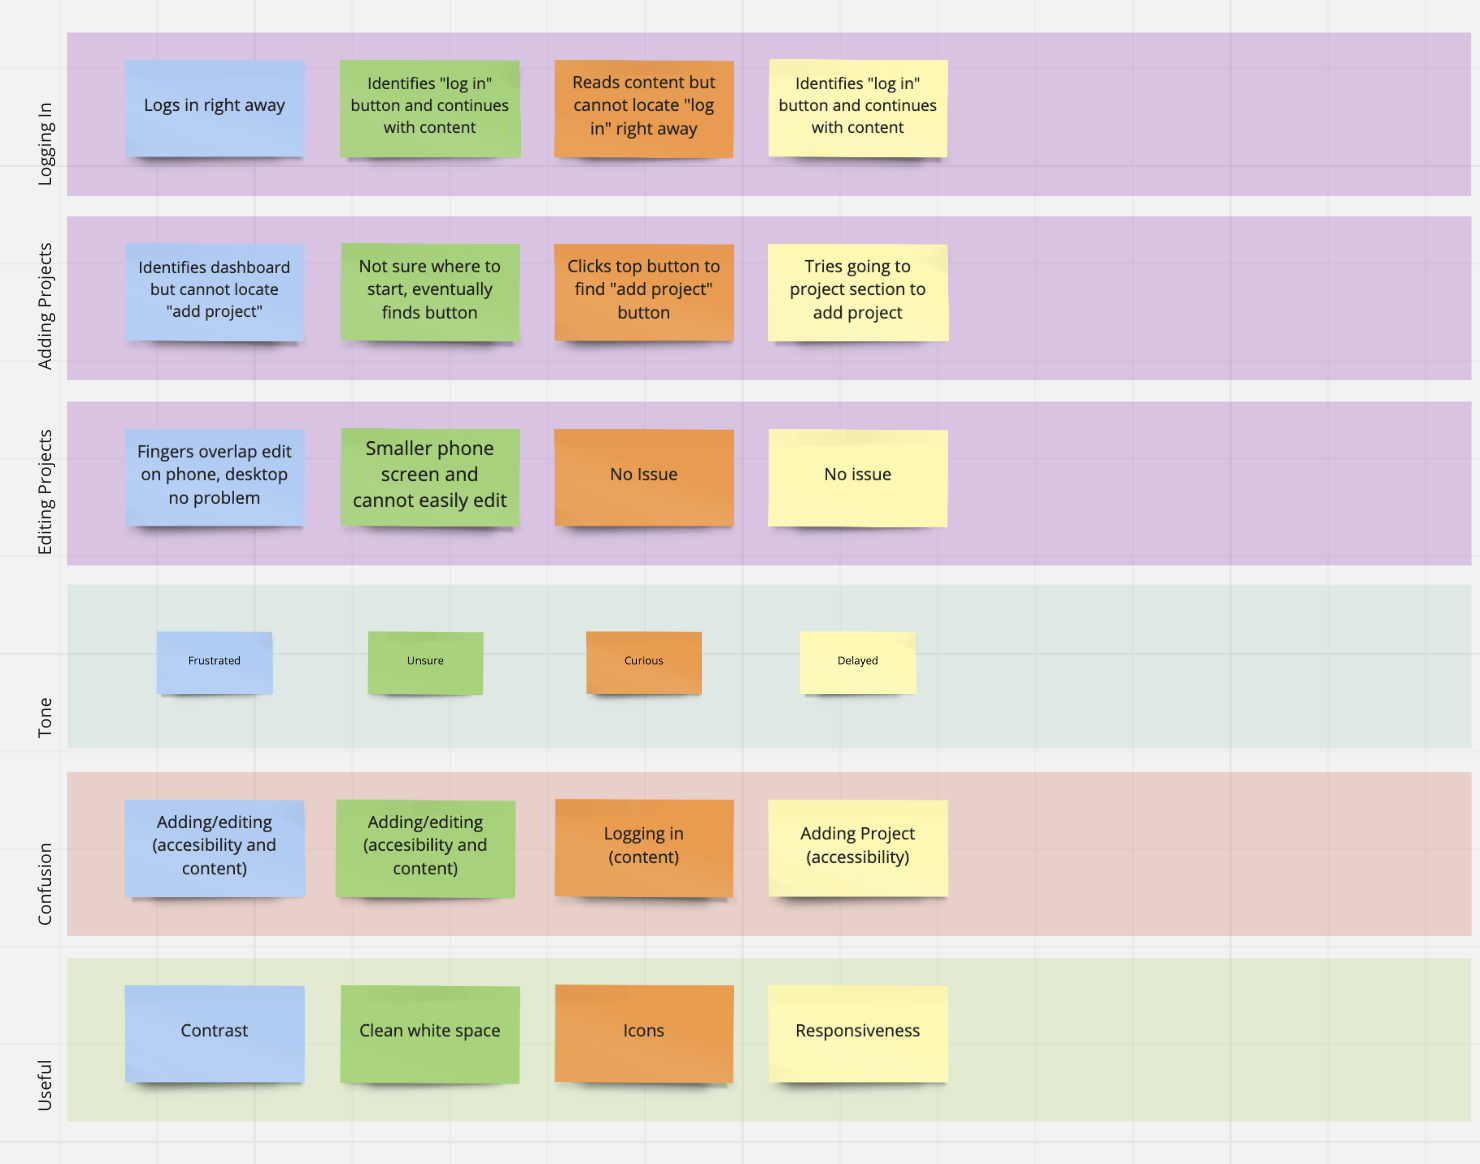 Logging In
Logs in right away
Identifies "log in"
button and continues
with content
Reads content but
cannot locate "log
in" right away
Identifies "log in"
button and continues
with content
Adding Projects
Identifies dashboard
but cannot locate
"add project"
Not sure where to
start, eventually
finds button
Clicks top button to
find "add project"
button
Tries going to
project section to
add project
Editing Projects
Fingers overlap edit
on phone, desktop
no problem
Smaller phone
screen and
cannot easily edit
No Issue
No issue
Tone
Frustrated
Unsure
Curious
Delayed
Confusion
Adding/editing
(accesibility and
content)
Adding/editing
(accesibility and
content)
Logging in
(content)
Adding Project
(accessibility)
Useful
Contrast
Clean white space
Icons
Responsiveness